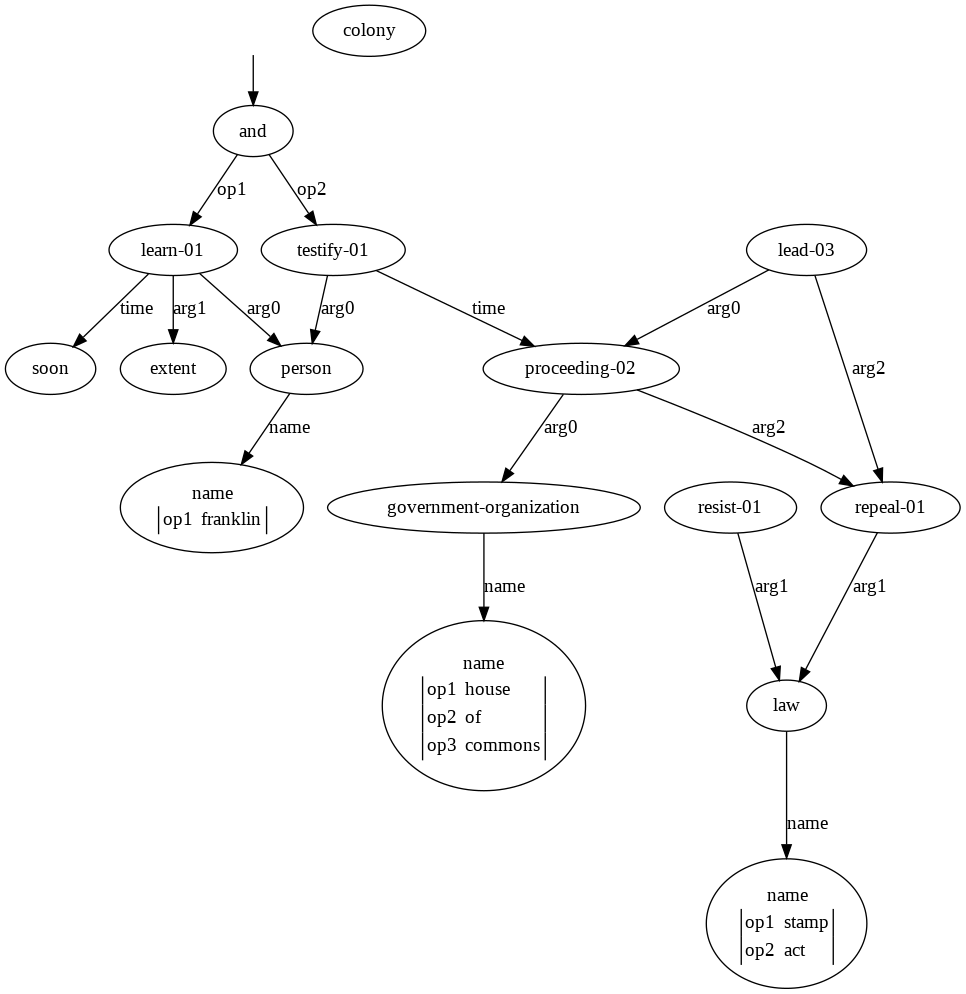 colony
and
op1 op2
learn-01 testify-01 lead-03
time arg1 arg0 arg0 time arg0
soon extent person proceeding-02 arg2
name arg0 arg2
name
op1 franklin
government-organization resist-01 repeal-01
name arg1 arg1
name
op1 house
op2 of
op3 commons
law
name
name
op1 stamp
op2 act